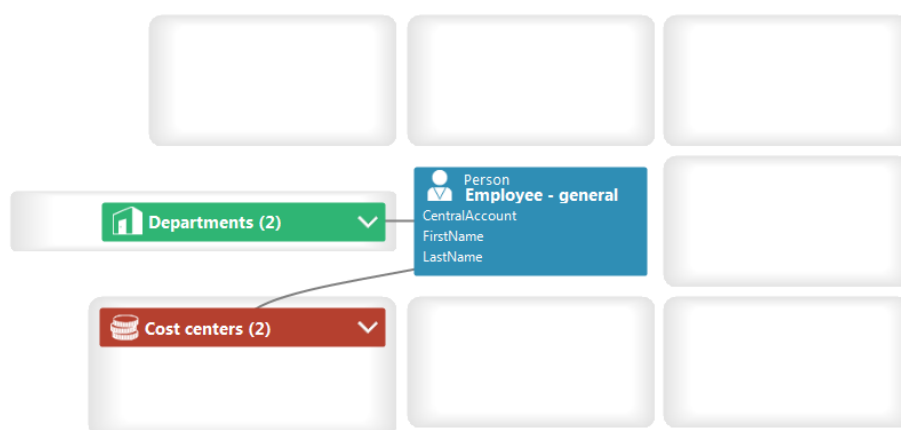 Person
Employee - general
CentralAccount
FirstName
LastName
Departments (2)
Cost centers (2)